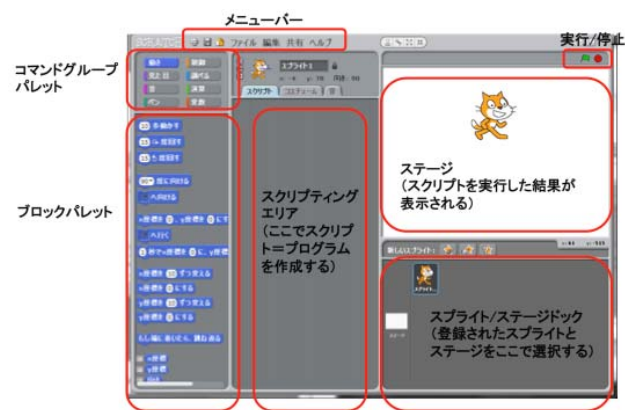 メニューバー
SCRATCH
ファイル 編集 共有 ヘルプ
実行/停止
コマンドグループ
パレット
動き
制御
見た目
調べる
音
演算
ペン
変数
スプライト1
スクリプト
コスチューム
音
10 歩動かす
15 度回す
15 度回す
90 度に向ける
へ向ける
x座標を 0 、y座標を 0 にす
へ行く
1 秒でx座標を 0 に、y座標
x座標を 10 ずつ変える
x座標を 0 にする
y座標を 10 ずつ変える
y座標を 0 にする
もし端に着いたら、跳ね返る
x座標
y座標
ブロックパレット
スクリプティング
エリア
(ここでスクリプ
ト=プログラム
を作成する)
ステージ
(スクリプトを実行した結果が
表示される)
新しいスプライト:
スプライト...
ステージ
スプライト/ステージドック
(登録されたスプライトと
ステージをここで選択する)